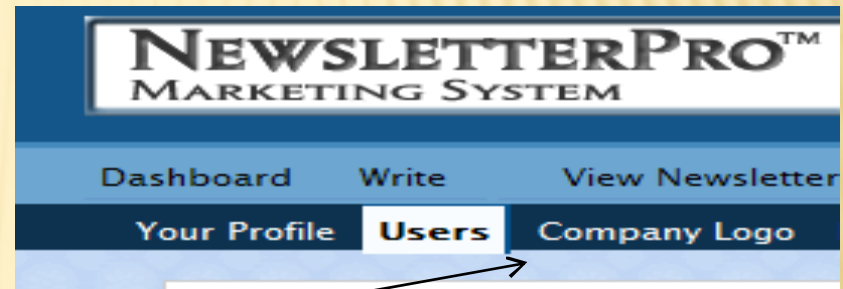 NEWSLETTERPRO™
MARKETING SYSTEM
Dashboard Write View Newsletter
Your Profile Users Company Logo